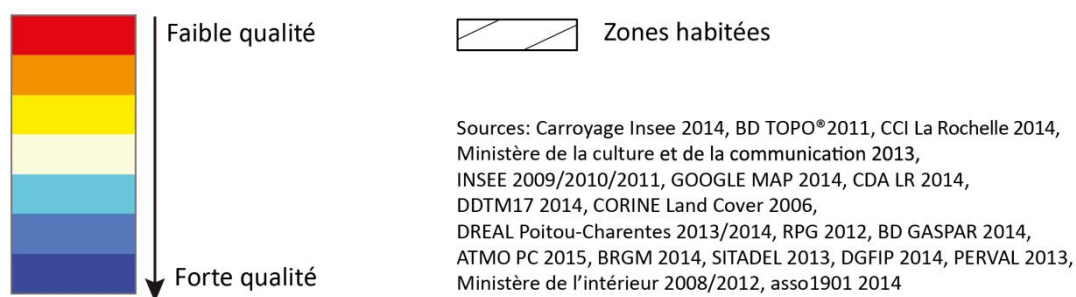 Faible qualité
Zones habitées
Forte qualité
Sources: Carroyage Insee 2014, BD TOPO®2011, CCI La Rochelle 2014,
Ministère de la culture et de la communication 2013,
INSEE 2009/2010/2011, GOOGLE MAP 2014, CDA LR 2014,
DDTM17 2014, CORINE Land Cover 2006,
DREAL Poitou-Charentes 2013/2014, RPG 2012, BD GASPAR 2014,
ATMO PC 2015, BRGM 2014, SITADEL 2013, DGFIP 2014, PERVAL 2013,
Ministère de l'intérieur 2008/2012, asso1901 2014